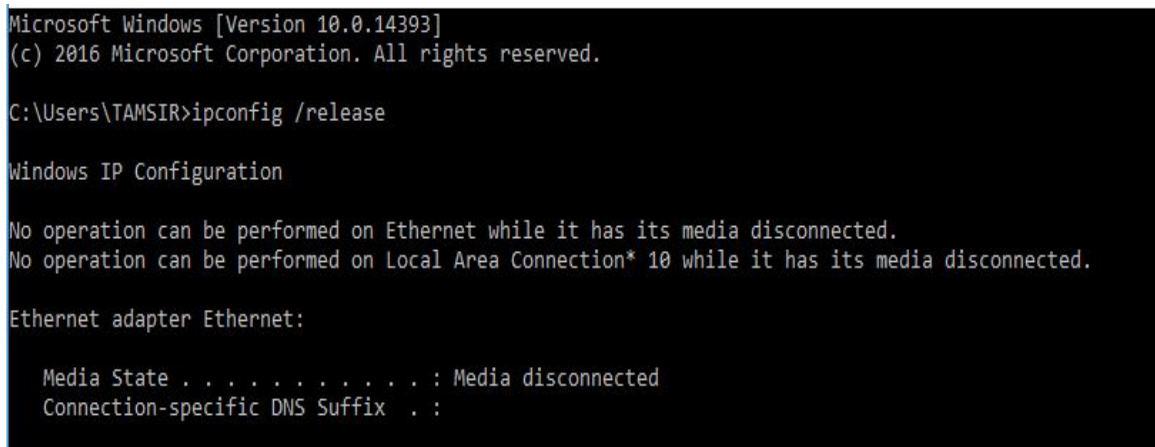 Microsoft Windows [Version 10.0.14393]
(c) 2016 Microsoft Corporation. All rights reserved.
C:\Users\TAMSIR>ipconfig /release
Windows IP Configuration
No operation can be performed on Ethernet while it has its media disconnected.
No operation can be performed on Local Area Connection* 10 while it has its media disconnected.
Ethernet adapter Ethernet:
Media State . . . . . . . . . . . : Media disconnected
Connection-specific DNS Suffix . :